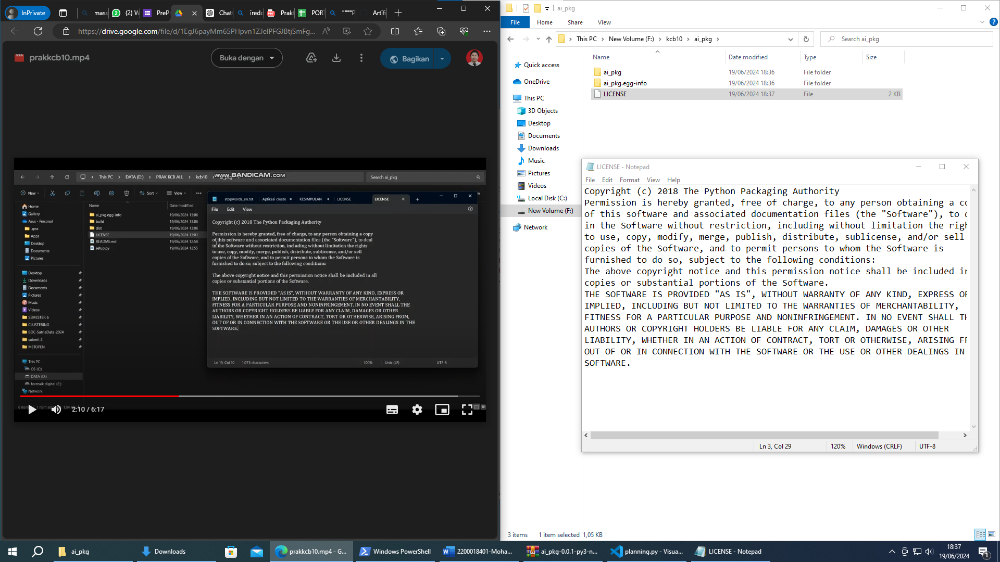 InPrivate
mass
(2) W
PreP
Chat
iredc
Prak
POR
""""P
Artifi
https://drive.google.com/file/d/1EgJ6payMm65PHpvn1ZJelPFGJBtjSmFg...
prakkcb10.mp4
Buka dengan
Bagikan
www.BANDICAM.com
This PC > DATA (D:) > PRAK KCB ALL > kcb10 >
Search ai_pkg
New
Sort
View
Home
Gallery
Asus - Personal
.spss
Apps
Desktop
Documents
Pictures
Desktop
Downloads
Documents
Pictures
Music
Videos
SEMESTER 6
CLUSTERING
BDC-SatriaData-2024
submit 2
METOPEN
This PC
OS (C:)
DATA (D:)
forensik digital (E:)
Network
Name Date modified
ai_pkg.egg-info 19/06/2024 13:06
build 19/06/2024 13:06
dist 19/06/2024 13:06
LICENSE 19/06/2024 13:01
README.md 19/06/2024 12:58
setup.py 19/06/2024 12:55
stopwords_en.txt Aplikasi cluste KESIMPULAN LICENSE LICENSE
File Edit View
Copyright (c) 2018 The Python Packaging Authority
Permission is hereby granted, free of charge, to any person obtaining a copy
of this software and associated documentation files (the "Software"), to deal
in the Software without restriction, including without limitation the rights
to use, copy, modify, merge, publish, distribute, sublicense, and/or sell
copies of the Software, and to permit persons to whom the Software is
furnished to do so, subject to the following conditions:
The above copyright notice and this permission notice shall be included in all
copies or substantial portions of the Software.
THE SOFTWARE IS PROVIDED "AS IS", WITHOUT WARRANTY OF ANY KIND, EXPRESS OR
IMPLIED, INCLUDING BUT NOT LIMITED TO THE WARRANTIES OF MERCHANTABILITY,
FITNESS FOR A PARTICULAR PURPOSE AND NONINFRINGEMENT. IN NO EVENT SHALL THE
AUTHORS OR COPYRIGHT HOLDERS BE LIABLE FOR ANY CLAIM, DAMAGES OR OTHER
LIABILITY, WHETHER IN AN ACTION OF CONTRACT, TORT OR OTHERWISE, ARISING FROM,
OUT OF OR IN CONNECTION WITH THE SOFTWARE OR THE USE OR OTHER DEALINGS IN THE
SOFTWARE.
Ln 19, Col 10 1.073 characters 100% Unix (LF) UTF-8
2:10 / 6:17
ai_pkg
File Home Share View
This PC > New Volume (F:) > kcb10 > ai_pkg >
Search ai_pkg
Name Date modified Type Size
ai_pkg 19/06/2024 18:36 File folder
ai_pkg.egg-info 19/06/2024 18:36 File folder
LICENSE 19/06/2024 18:37 File 2 KB
Quick access
OneDrive
This PC
3D Objects
Desktop
Documents
Downloads
Music
Pictures
Videos
Local Disk (C:)
New Volume (F:)
Network
LICENSE - Notepad
File Edit Format View Help
Copyright (c) 2018 The Python Packaging Authority
Permission is hereby granted, free of charge, to any person obtaining a co
of this software and associated documentation files (the "Software"), to d
in the Software without restriction, including without limitation the righ
to use, copy, modify, merge, publish, distribute, sublicense, and/or sell
copies of the Software, and to permit persons to whom the Software is
furnished to do so, subject to the following conditions:
The above copyright notice and this permission notice shall be included in
copies or substantial portions of the Software.
THE SOFTWARE IS PROVIDED "AS IS", WITHOUT WARRANTY OF ANY KIND, EXPRESS OR
IMPLIED, INCLUDING BUT NOT LIMITED TO THE WARRANTIES OF MERCHANTABILITY,
FITNESS FOR A PARTICULAR PURPOSE AND NONINFRINGEMENT. IN NO EVENT SHALL TH
AUTHORS OR COPYRIGHT HOLDERS BE LIABLE FOR ANY CLAIM, DAMAGES OR OTHER
LIABILITY, WHETHER IN AN ACTION OF CONTRACT, TORT OR OTHERWISE, ARISING FR
OUT OF OR IN CONNECTION WITH THE SOFTWARE OR THE USE OR OTHER DEALINGS IN
SOFTWARE.
Ln 3, Col 29 120% Windows (CRLF) UTF-8
3 items 1 item selected 1,05 KB
ai_pkg
Downloads
prakkcb10.mp4 - G...
Windows PowerShell
2200018401-Moha...
ai_pkg-0.0.1-py3-n...
planning.py - Visua...
LICENSE - Notepad
18:37
19/06/2024
1